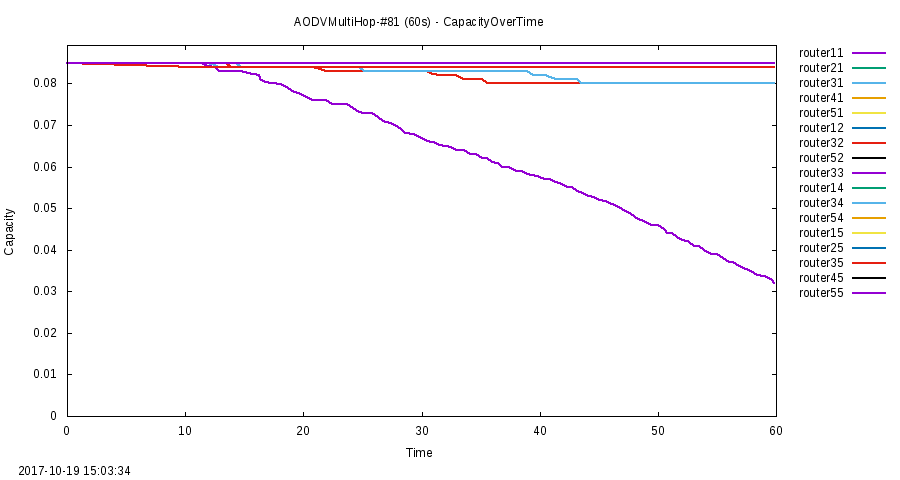 AODVMultiHop-#81 (60s) - CapacityOverTime
router11
router21
router31
router41
router51
router12
router32
router52
router33
router14
router34
router54
router15
router25
router35
router45
router55
0.08
0.07
0.06
0.05
0.04
0.03
0.02
0.01
0
Capacity
0 10 20 30 40 50 60
Time
2017-10-19 15:03:34